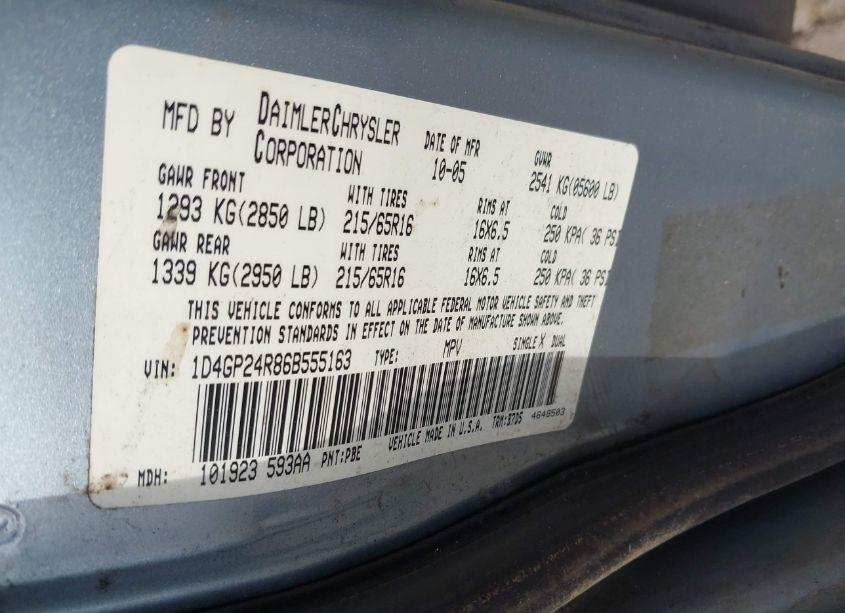 MFD BY DAIMLERCHRYSLER CORPORATION
DATE OF MFR 10-05
GVWR 2541 KG(05600 LB)
GAWR FRONT WITH TIRES RIMS AT COLD
1293 KG(2850 LB) 215/65R16 16X6.5 250 KPA( 36 PSI
GAWR REAR WITH TIRES RIMS AT COLD
1339 KG(2950 LB) 215/65R16 16X6.5 250 KPA( 36 PSI
THIS VEHICLE CONFORMS TO ALL APPLICABLE FEDERAL MOTOR VEHICLE SAFETY AND THEFT
PREVENTION STANDARDS IN EFFECT ON THE DATE OF MANUFACTURE SHOWN ABOVE.
VIN: 1D4GP24R86B555163 TYPE: MPV SINGLE X DUAL
VEHICLE MADE IN U.S.A. TRM:B7D5 4648503
MDH: 101923 593AA PNT:PBE